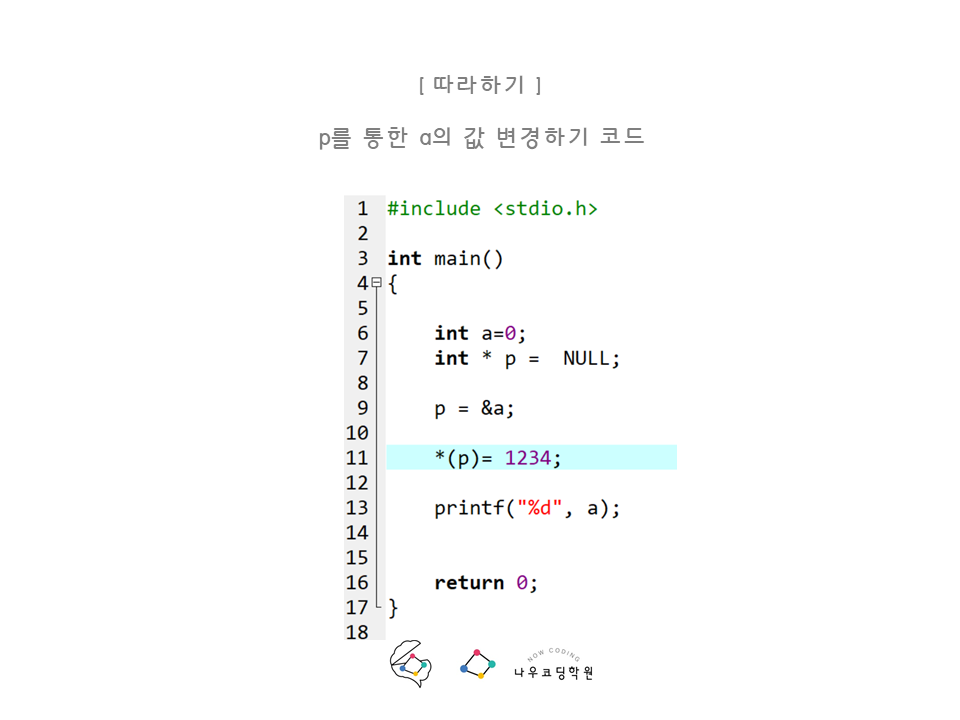 [ 따라하기 ]
p를 통한 a의 값 변경하기 코드
1 #include <stdio.h>
2
3 int main()
4 {
5
6 int a=0;
7 int * p =  NULL;
8
9 p = &a;
10
11 *(p)= 1234;
12
13 printf("%d", a);
14
15
16 return 0;
17 }
18
NOW CODING
나우코딩학원